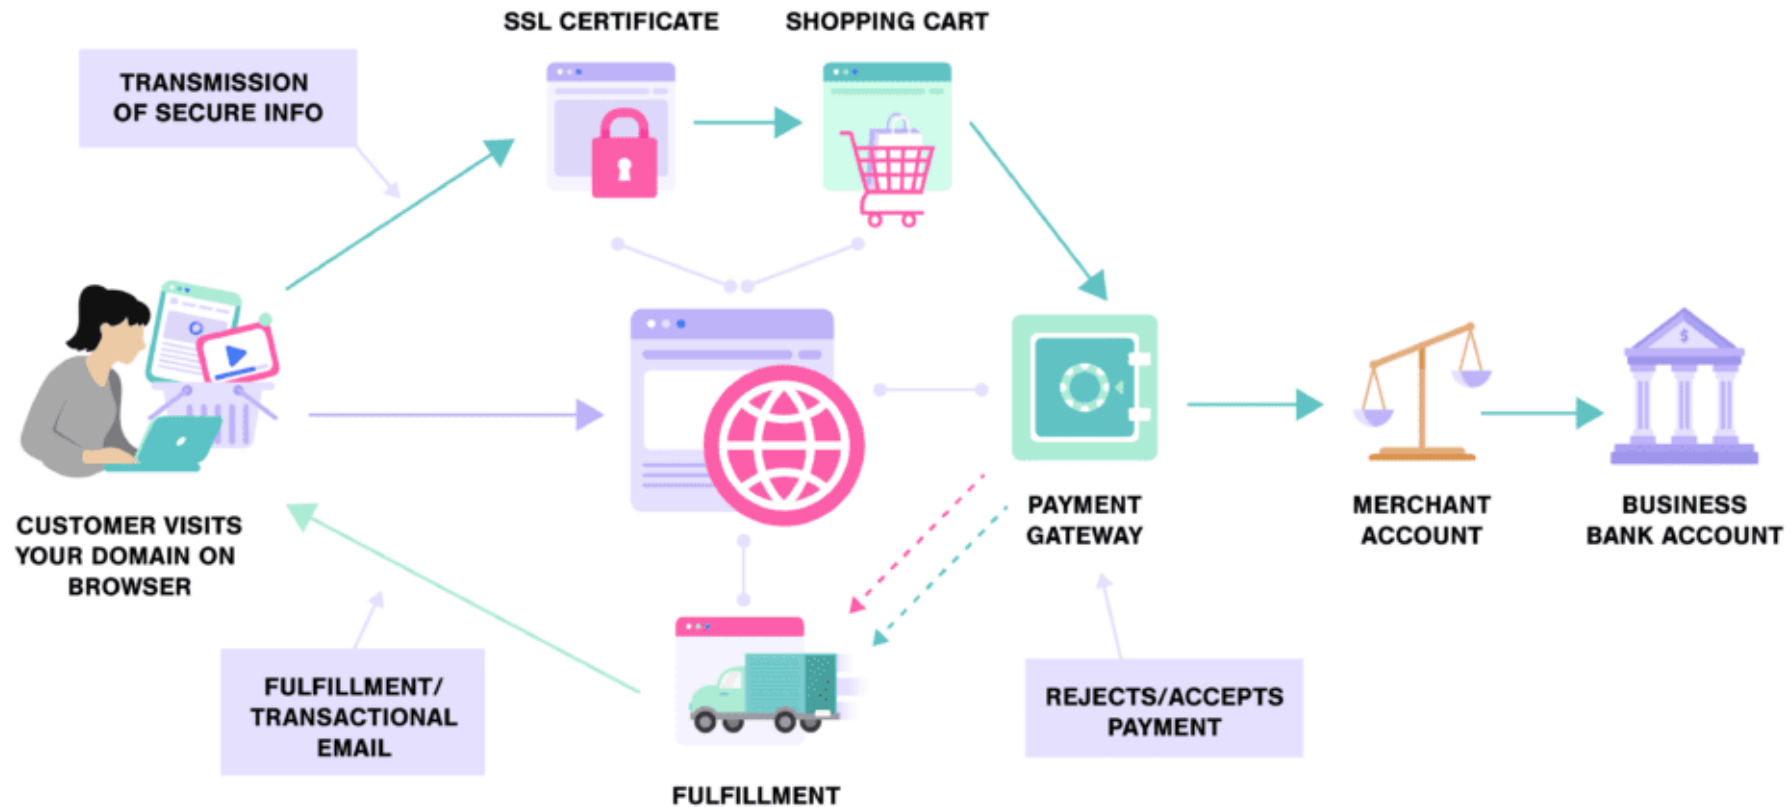 SSL CERTIFICATE
SHOPPING CART
TRANSMISSION
OF SECURE INFO
$
CUSTOMER VISITS
YOUR DOMAIN ON
BROWSER
PAYMENT
GATEWAY
MERCHANT
ACCOUNT
BUSINESS
BANK ACCOUNT
FULFILLMENT/
TRANSACTIONAL
EMAIL
REJECTS/ACCEPTS
PAYMENT
FULFILLMENT